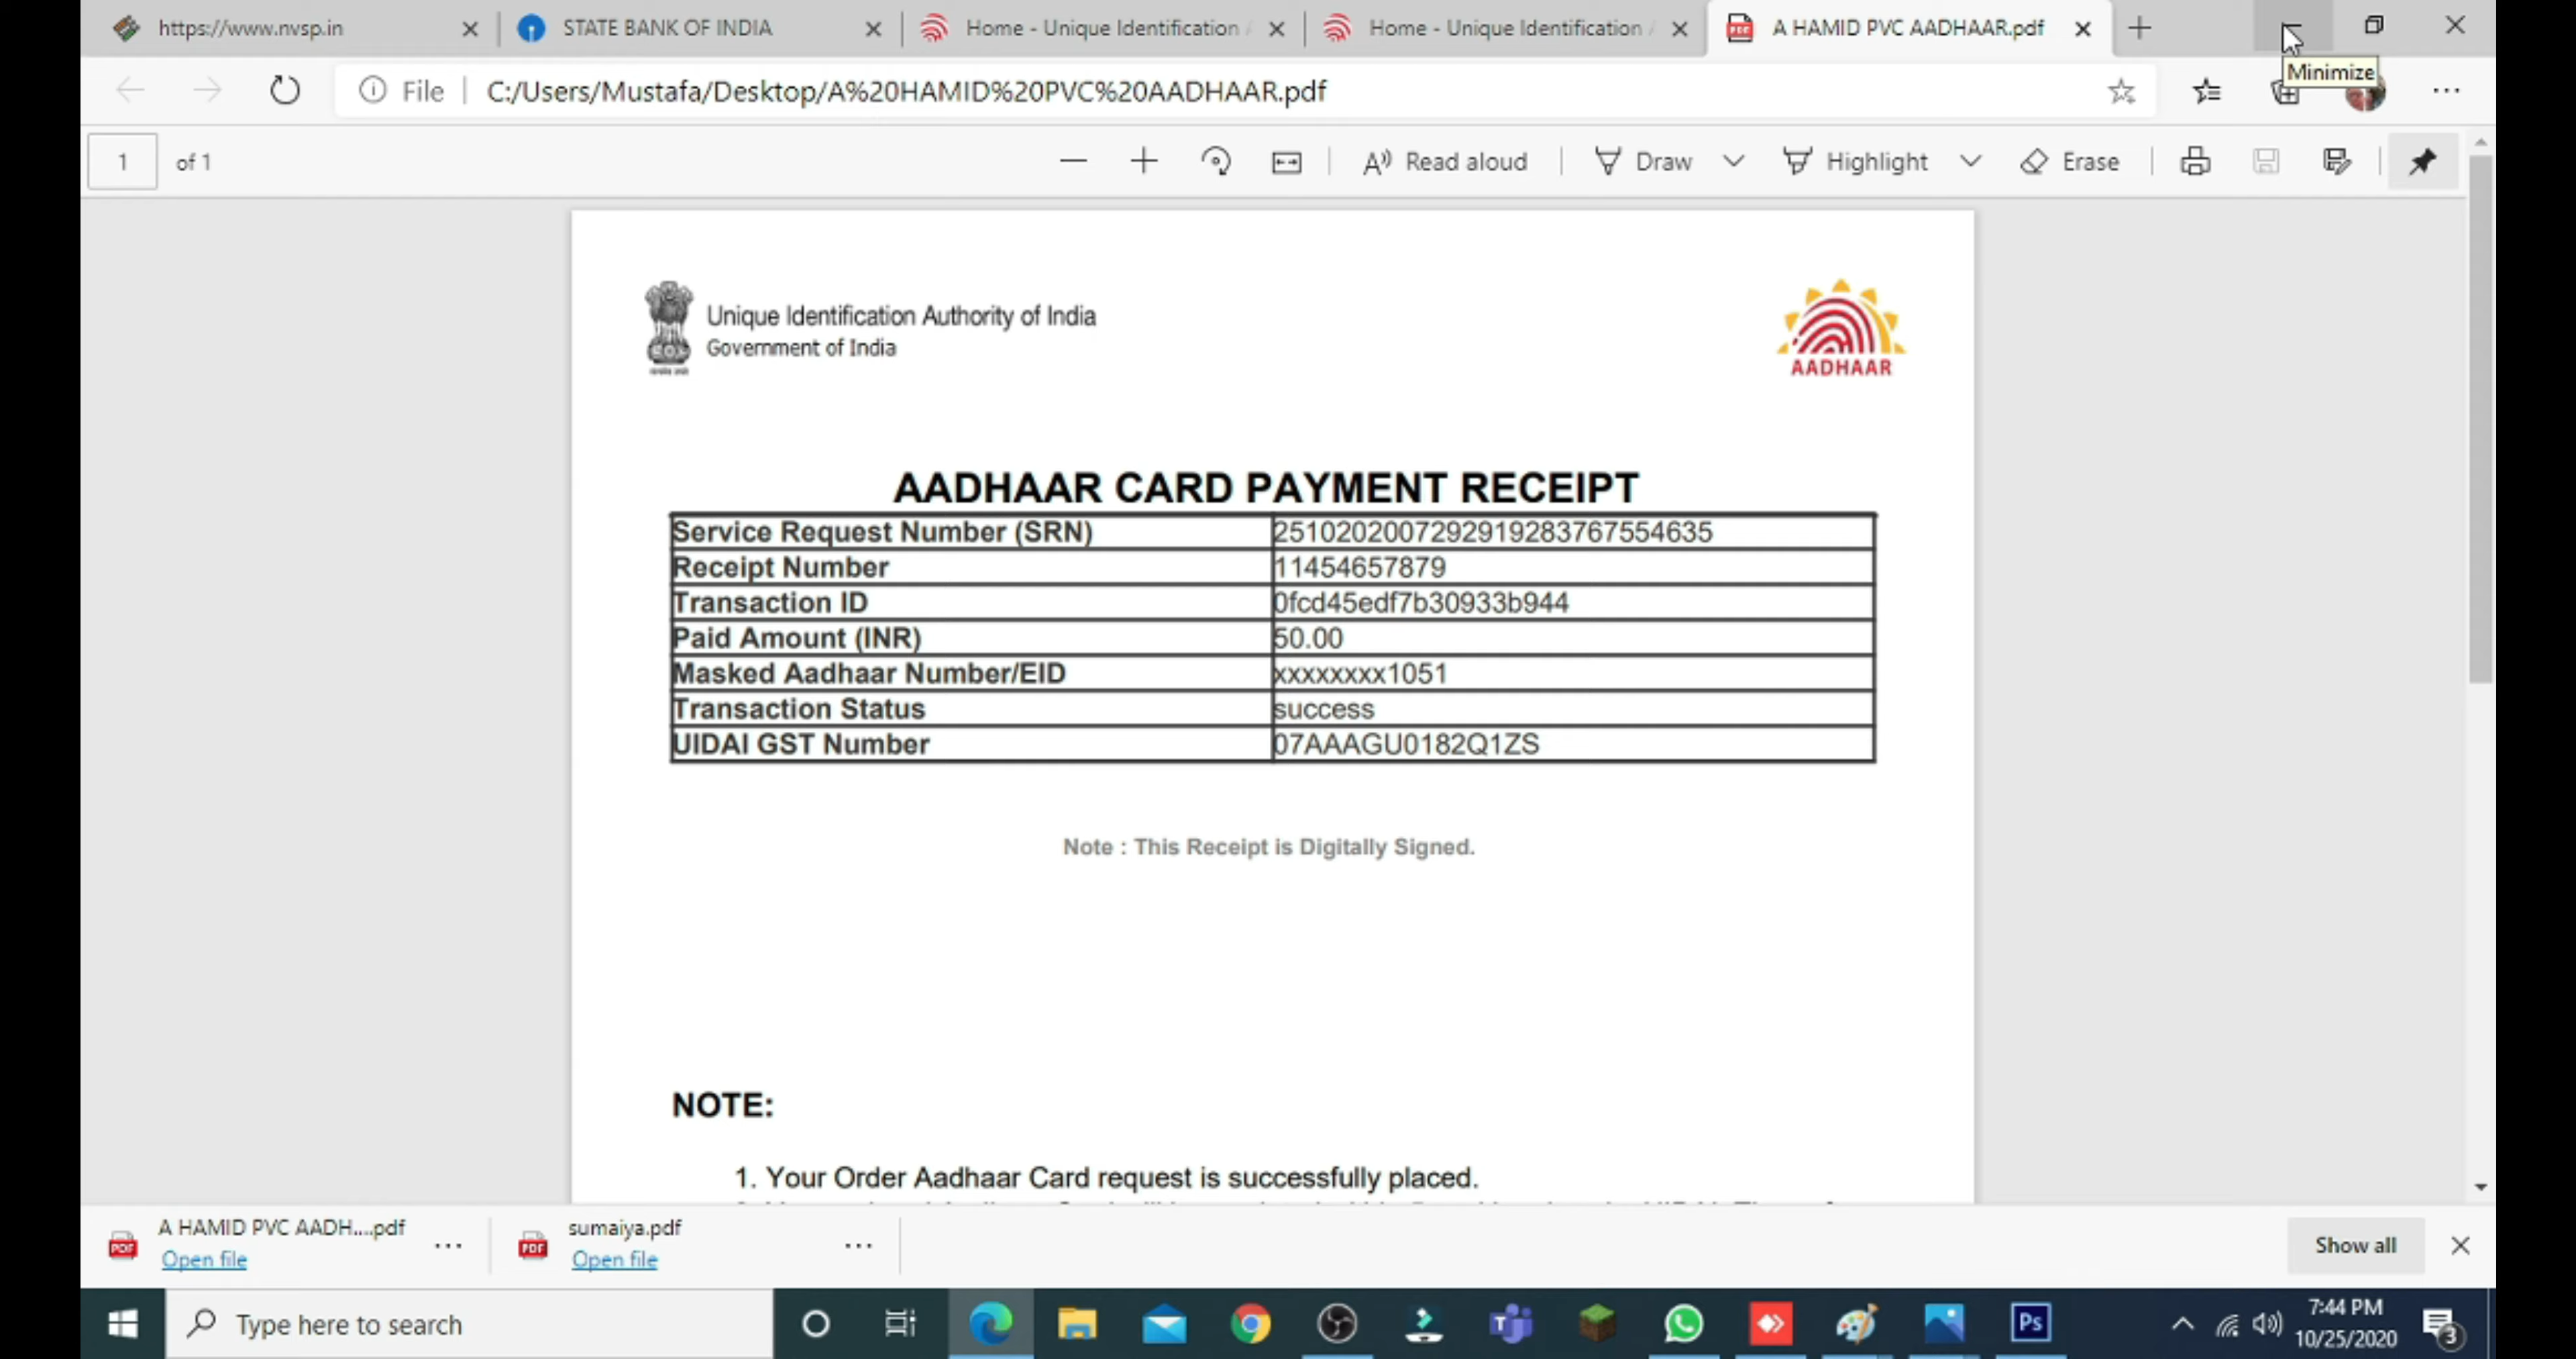 https://www.nvsp.in
STATE BANK OF INDIA
Home - Unique Identification
Home - Unique Identification
A HAMID PVC AADHAAR.pdf
Minimize
File
C:/Users/Mustafa/Desktop/A%20HAMID%20PVC%20AADHAAR.pdf
1 of 1
Read aloud
Draw
Highlight
Erase
Unique Identification Authority of India
Government of India
AADHAAR
AADHAAR CARD PAYMENT RECEIPT
Service Request Number (SRN) 2510202007292919283767554635
Receipt Number 11454657879
Transaction ID 0fcd45edf7b30933b944
Paid Amount (INR) 50.00
Masked Aadhaar Number/EID xxxxxxxx1051
Transaction Status success
UIDAI GST Number 07AAAGU0182Q1ZS
Note : This Receipt is Digitally Signed.
NOTE:
1. Your Order Aadhaar Card request is successfully placed.
A HAMID PVC AADH....pdf
Open file
sumaiya.pdf
Open file
Show all
Type here to search
Ps
7:44 PM
10/25/2020
3